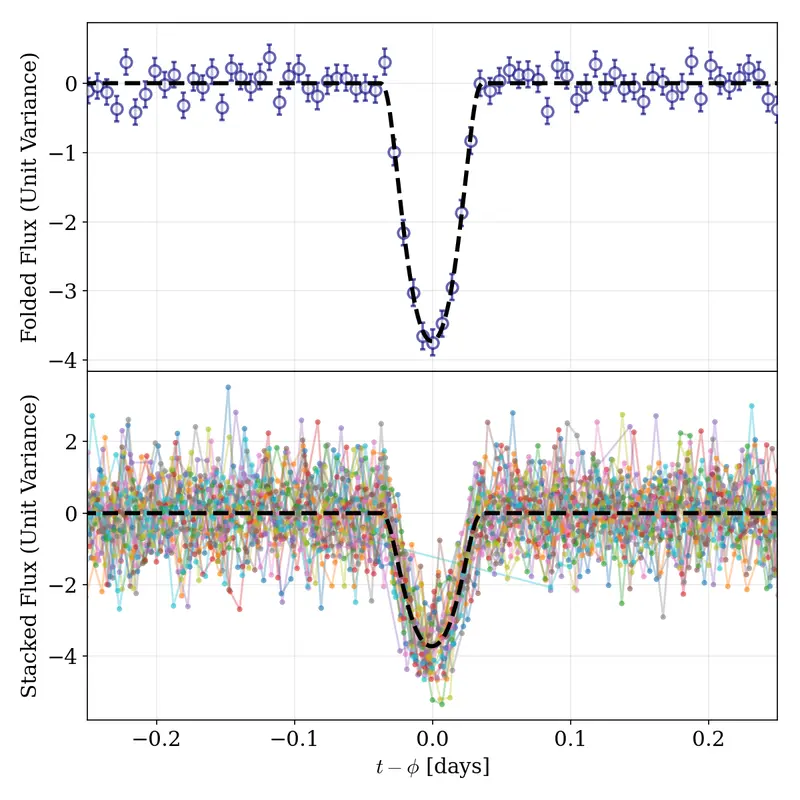 Folded Flux (Unit Variance)
0
−1
−2
−3
−4
Stacked Flux (Unit Variance)
2
0
−2
−4
−0.2 −0.1 0.0 0.1 0.2
t − ϕ [days]